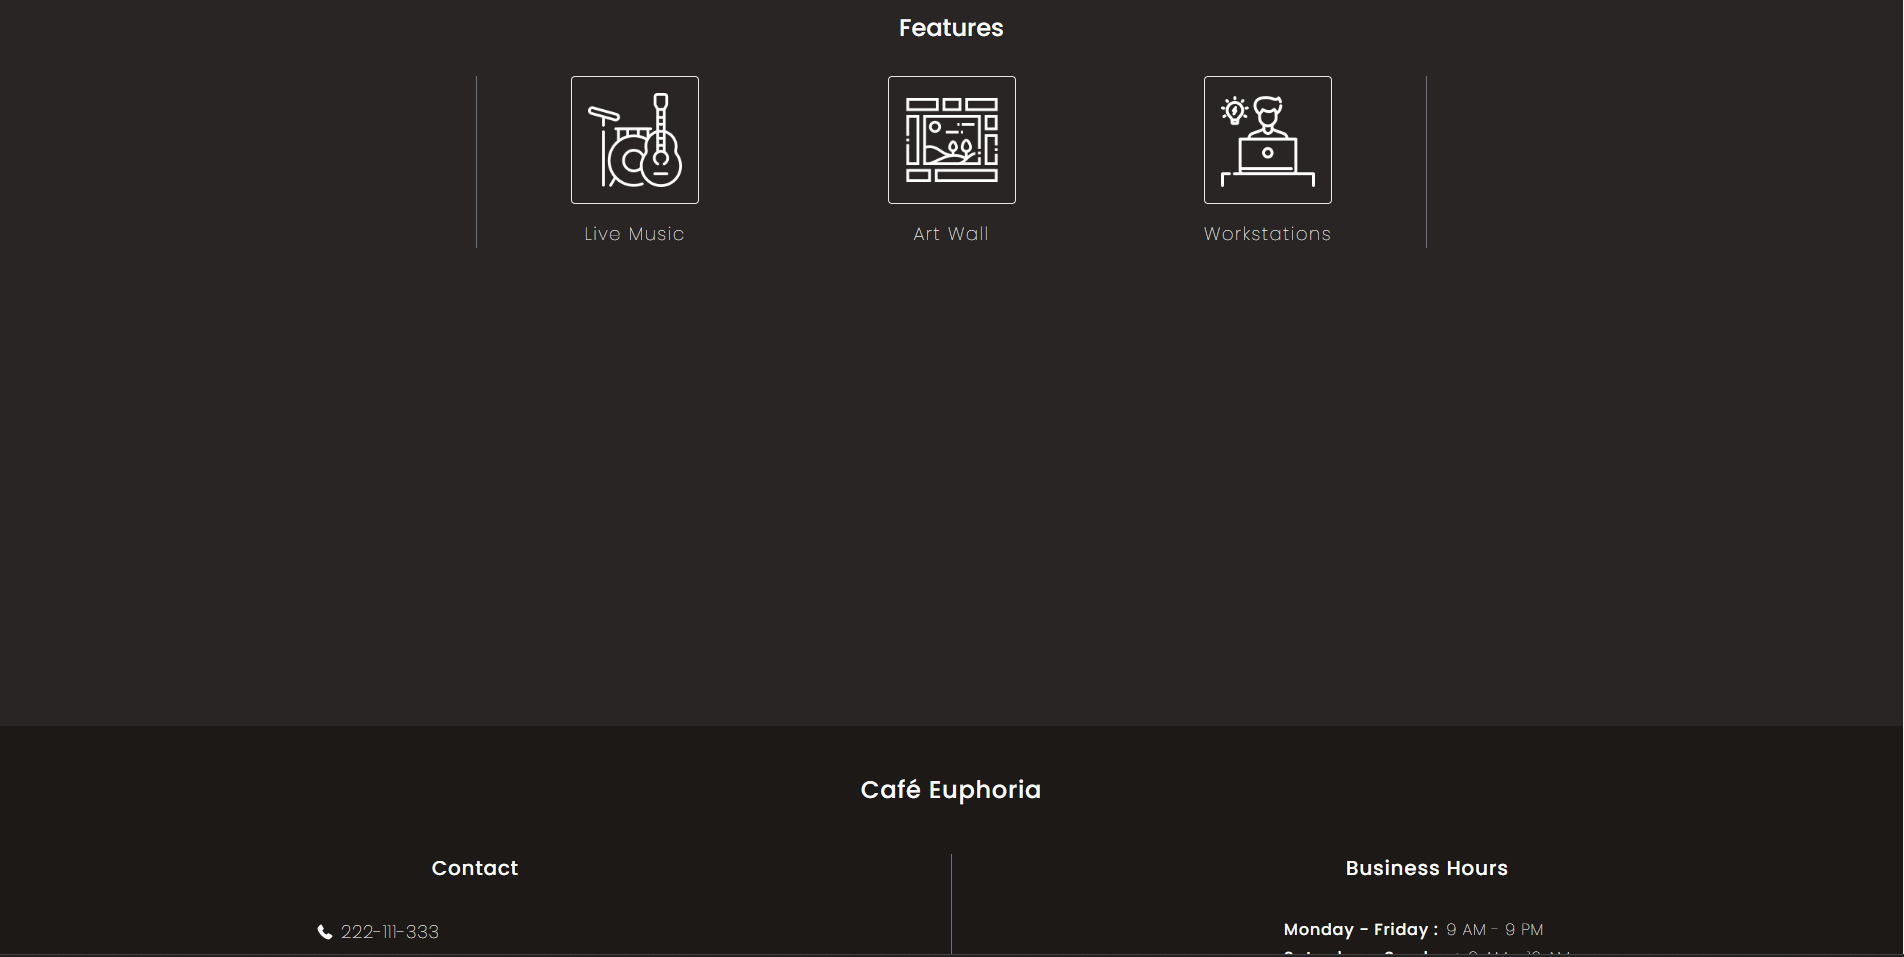 Features
Live Music
Art Wall
Workstations
Café Euphoria
Contact
Business Hours
222-111-333
Monday - Friday : 9 AM - 9 PM